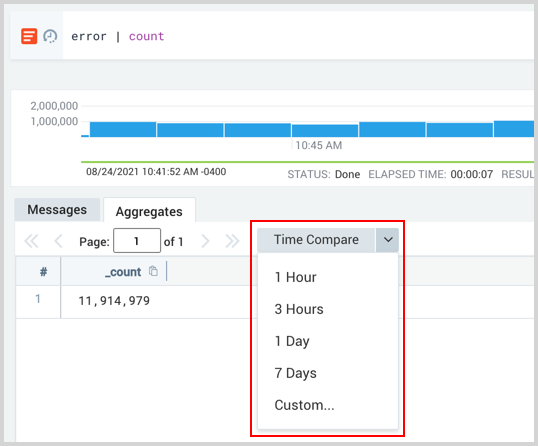 error | count
2,000,000
1,000,000
10:45 AM
08/24/2021 10:41:52 AM -0400
STATUS: Done ELAPSED TIME: 00:00:07 RESUL
Messages Aggregates
Page: 1 of 1 Time Compare
# _count
1 11,914,979
1 Hour
3 Hours
1 Day
7 Days
Custom...